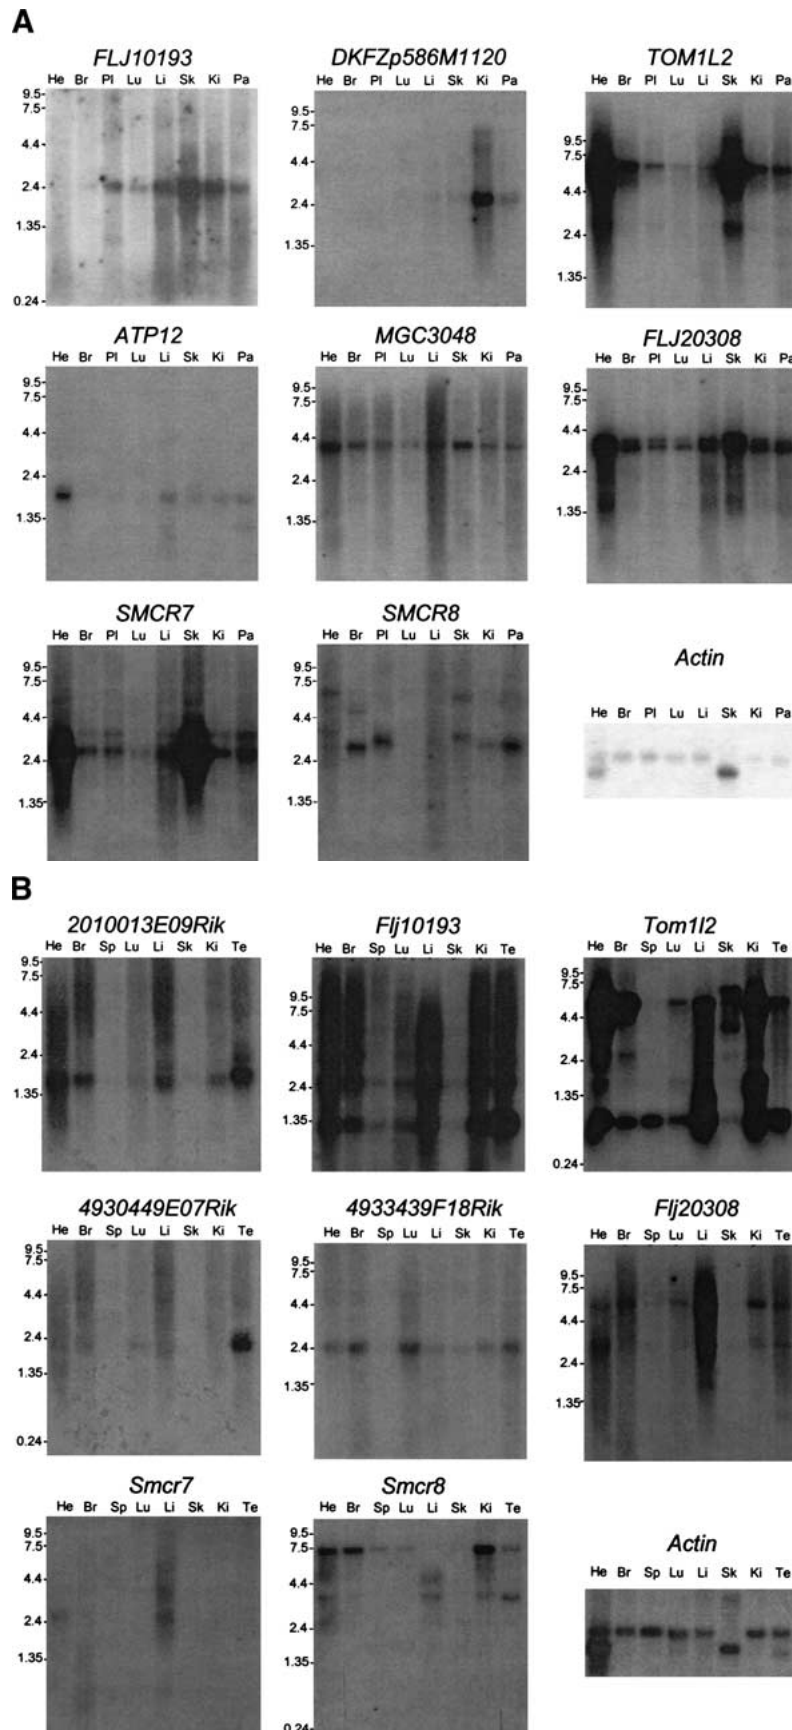 A
FLJ10193 DKFZp586M1120 TOM1L2
He Br Pl Lu Li Sk Ki Pa He Br Pl Lu Li Sk Ki Pa He Br Pl Lu Li Sk Ki Pa
9.5- 9.5- 9.5-
7.5- 7.5- 7.5-
4.4- 4.4- 4.4-
2.4- 2.4- 2.4-
1.35- 1.35- 1.35-
0.24-
ATP12 MGC3048 FLJ20308
He Br Pl Lu Li Sk Ki Pa He Br Pl Lu Li Sk Ki Pa He Br Pl Lu Li Sk Ki Pa
9.5- 9.5- 9.5-
7.5- 7.5- 7.5-
4.4- 4.4- 4.4-
2.4- 2.4- 2.4-
1.35- 1.35- 1.35-
SMCR7 SMCR8 Actin
He Br Pl Lu Li Sk Ki Pa He Br Pl Lu Li Sk Ki Pa He Br Pl Lu Li Sk Ki Pa
9.5- 9.5-
7.5- 7.5-
4.4- 4.4-
2.4- 2.4-
1.35- 1.35-
B
2010013E09Rik Flj10193 Tom1l2
He Br Sp Lu Li Sk Ki Te He Br Sp Lu Li Sk Ki Te He Br Sp Lu Li Sk Ki Te
9.5- 9.5- 9.5-
7.5- 7.5- 7.5-
4.4- 4.4- 4.4-
2.4- 2.4- 2.4-
1.35- 1.35- 1.35-
0.24-
4930449E07Rik 4933439F18Rik Flj20308
He Br Sp Lu Li Sk Ki Te He Br Sp Lu Li Sk Ki Te He Br Sp Lu Li Sk Ki Te
9.5- 9.5- 9.5-
7.5- 7.5- 7.5-
4.4- 4.4- 4.4-
2.4- 2.4- 2.4-
1.35- 1.35- 1.35-
0.24-
Smcr7 Smcr8 Actin
He Br Sp Lu Li Sk Ki Te He Br Sp Lu Li Sk Ki Te He Br Sp Lu Li Sk Ki Te
9.5- 9.5-
7.5- 7.5-
4.4- 4.4-
2.4- 2.4-
1.35- 1.35-
0.24-